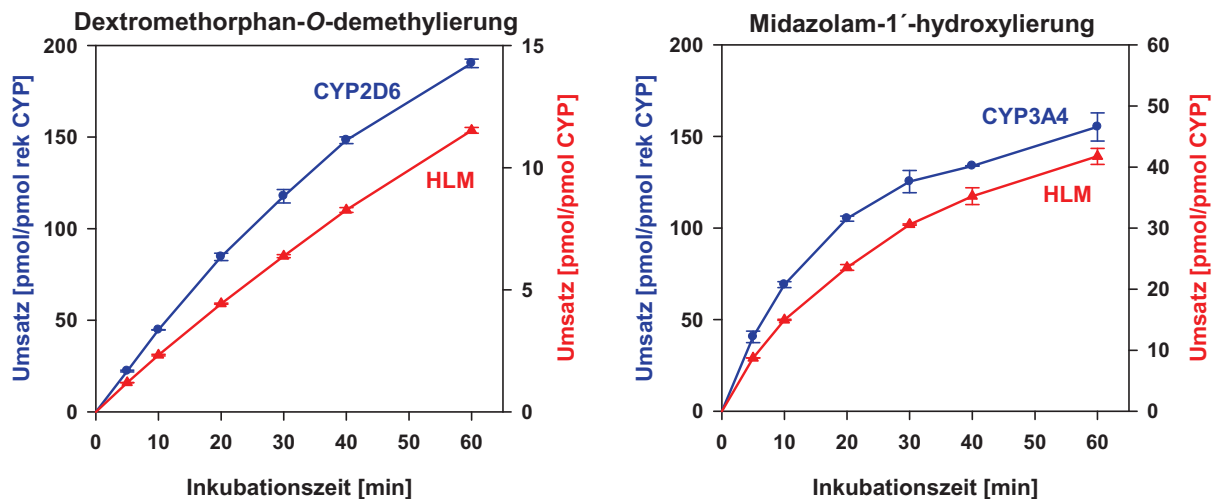 Dextromethorphan-O-demethylierung
Umsatz [pmol/pmol rek CYP]
200
150
100
50
0
CYP2D6
HLM
15
10
5
0
Umsatz [pmol/pmol CYP]
0 10 20 30 40 50 60
Inkubationszeit [min]
Midazolam-1´-hydroxylierung
Umsatz [pmol/pmol rek CYP]
200
150
100
50
0
CYP3A4
HLM
60
50
40
30
20
10
0
Umsatz [pmol/pmol CYP]
0 10 20 30 40 50 60
Inkubationszeit [min]